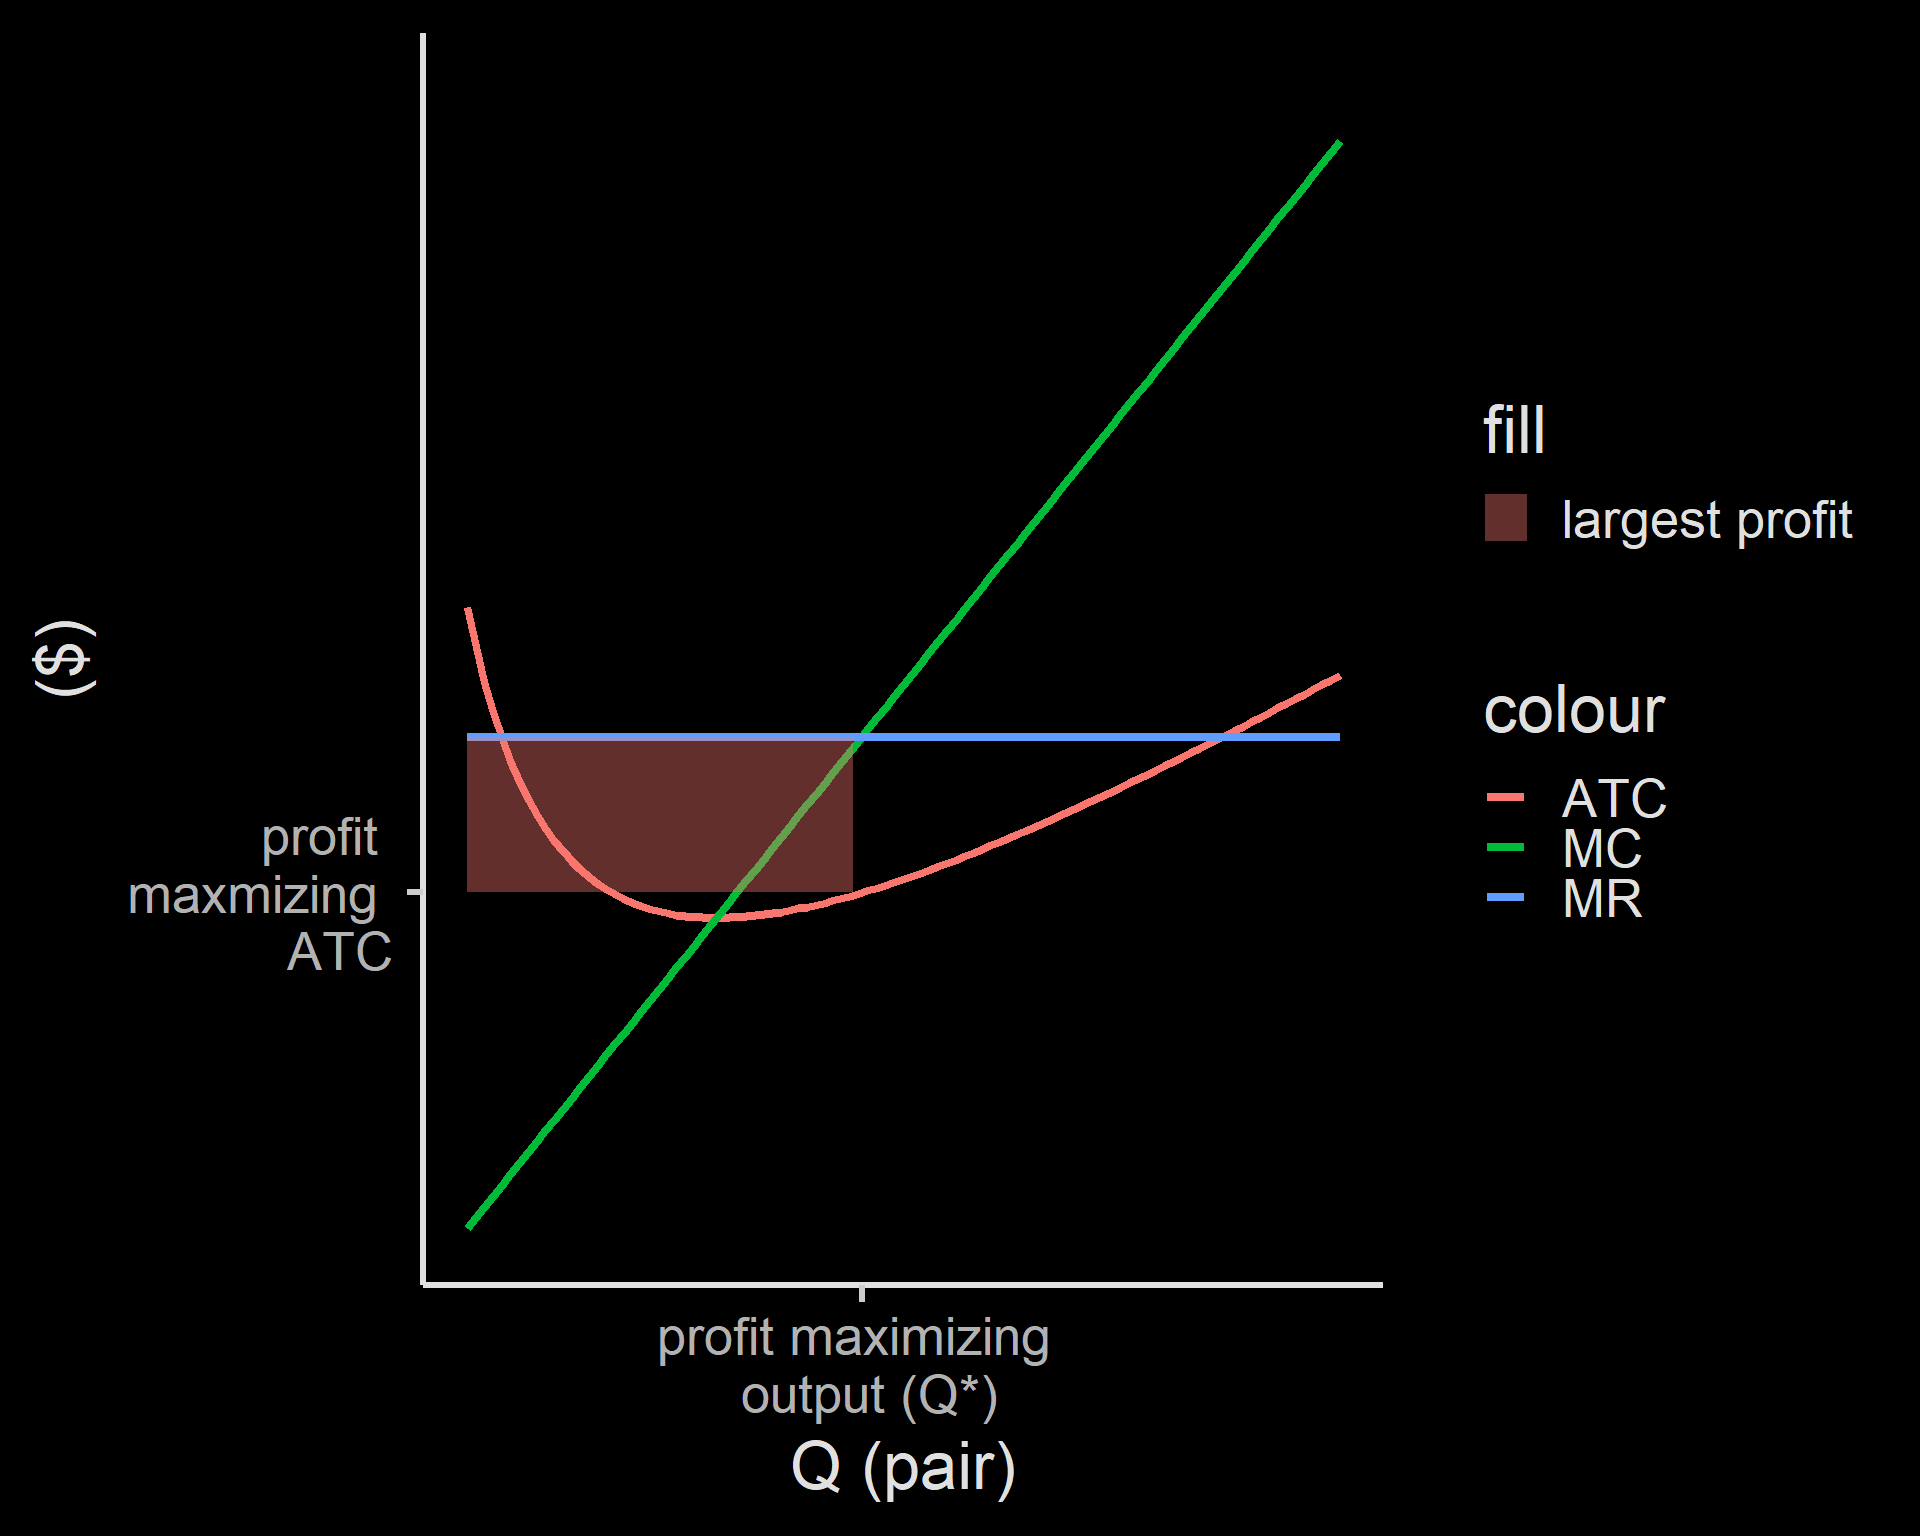 ($)
profit
maxmizing
ATC
profit maximizing
output (Q*)
Q (pair)
fill
largest profit
colour
ATC
MC
MR